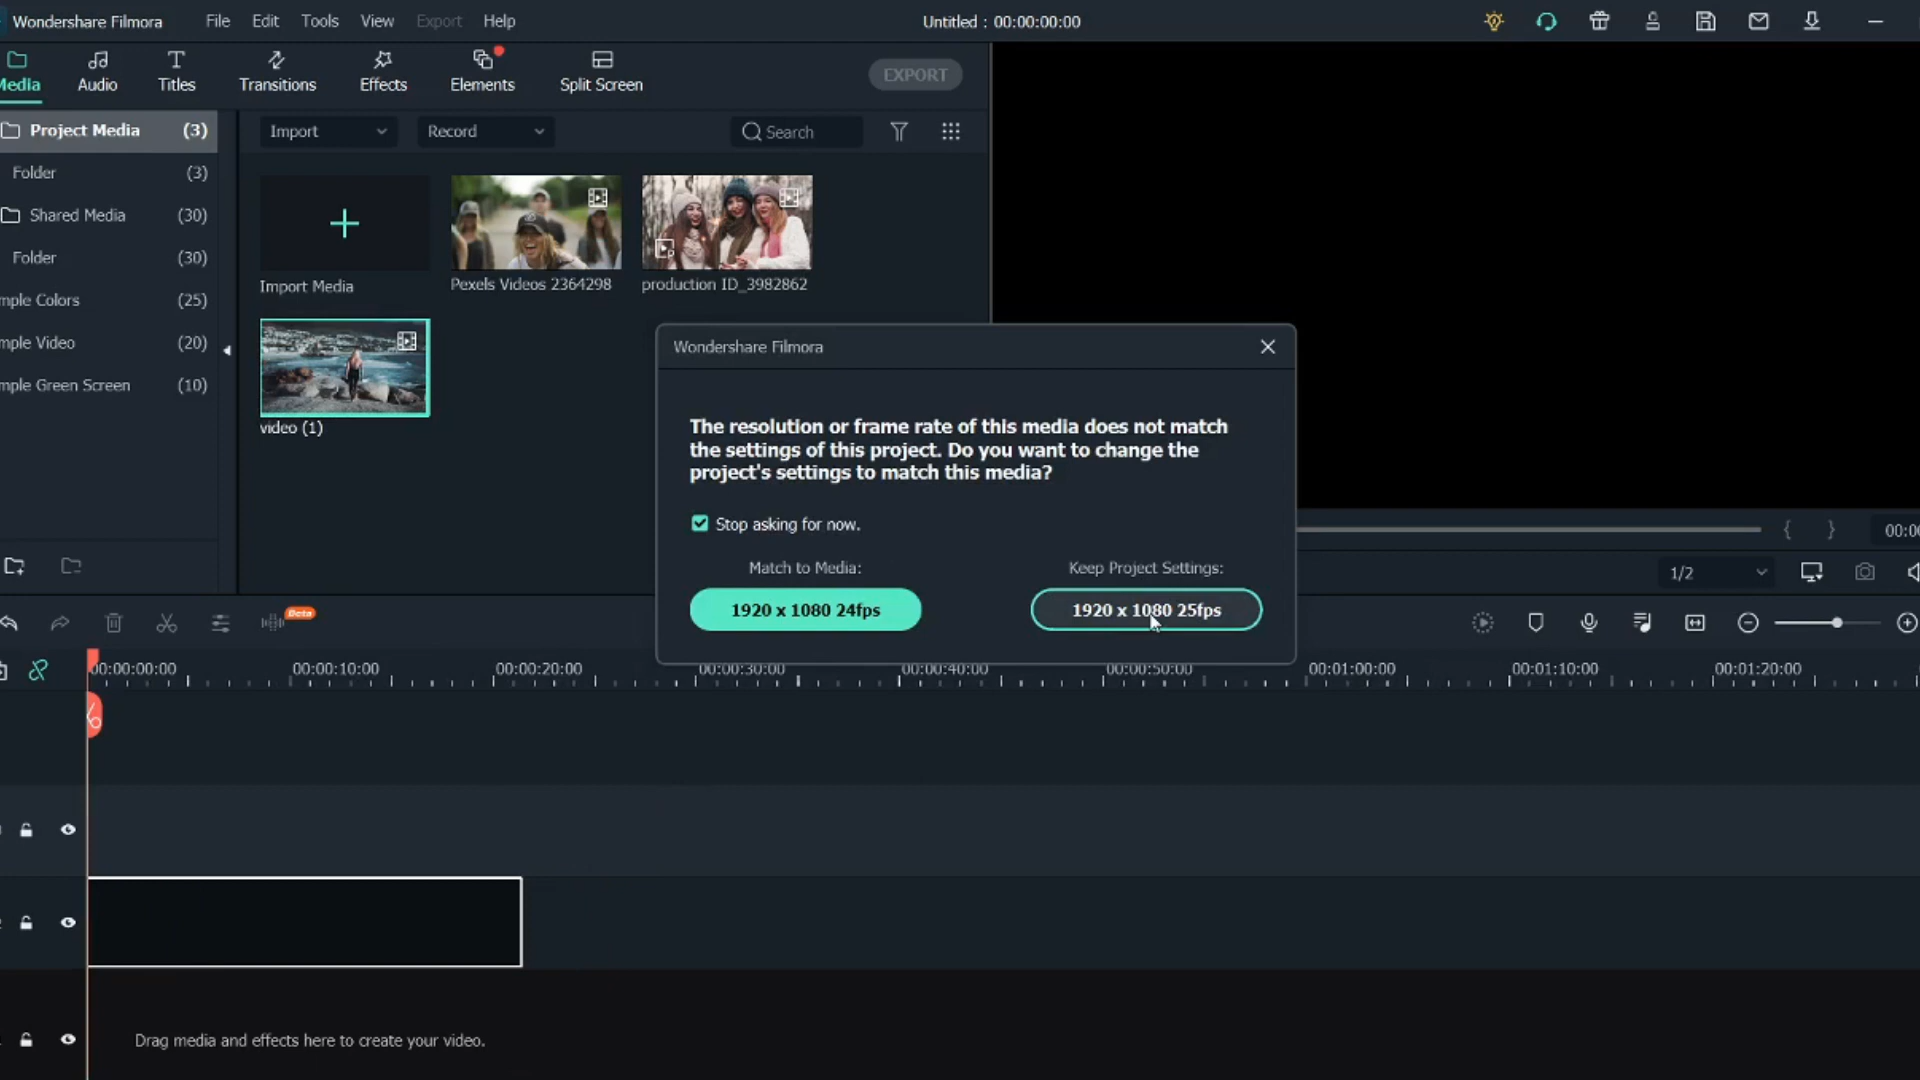 Wondershare Filmora
File Edit Tools View Export Help
Untitled : 00:00:00:00
Media Audio Titles Transitions Effects Elements Split Screen
EXPORT
Project Media (3)
Import Record Search
Folder (3)
Shared Media (30)
Folder (30)
mple Colors (25)
mple Video (20)
mple Green Screen (10)
Import Media
Pexels Videos 2364298
production ID_3982862
video (1)
Wondershare Filmora
The resolution or frame rate of this media does not match
the settings of this project. Do you want to change the
project's settings to match this media?
Stop asking for now.
Match to Media: Keep Project Settings:
1920 x 1080 24fps 1920 x 1080 25fps
{ } 00:00
1/2
Beta
00:00:00:00 00:00:10:00 00:00:20:00 00:00:30:00 00:00:40:00 00:00:50:00 00:01:00:00 00:01:10:00 00:01:20:00
Drag media and effects here to create your video.